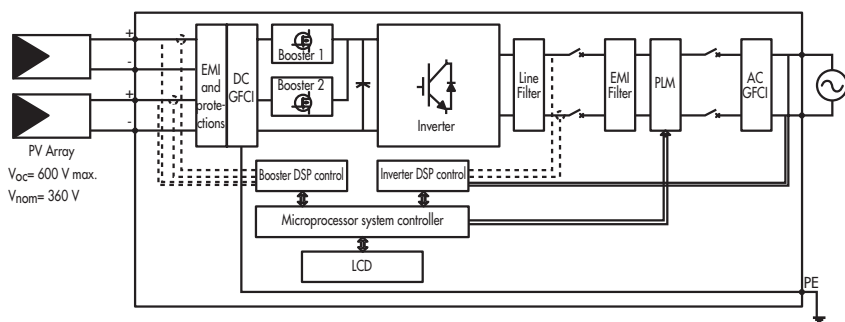 +
-
+
-
PV Array
Voc= 600 V max.
Vnom= 360 V
EMI
and
prote-
ctions
DC
GFCI
Booster 1
Booster 2
Inverter
Line
Filter
EMI
Filter
PLM
AC
GFCI
Booster DSP control
Inverter DSP control
Microprocessor system controller
LCD
PE